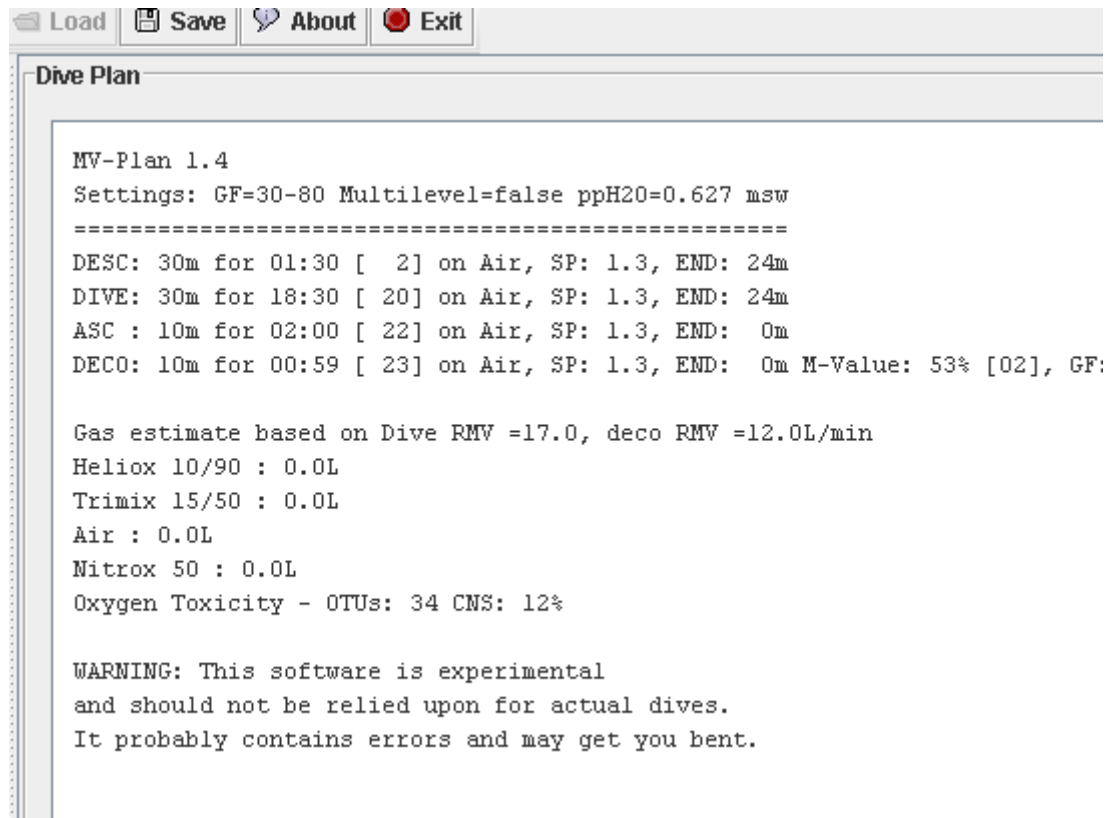 Load Save About Exit
Dive Plan
MV-Plan 1.4
Settings: GF=30-80 Multilevel=false ppH2O=0.627 msw
===================================================
DESC: 30m for 01:30 [  2] on Air, SP: 1.3, END: 24m
DIVE: 30m for 18:30 [ 20] on Air, SP: 1.3, END: 24m
ASC : 10m for 02:00 [ 22] on Air, SP: 1.3, END:  0m
DECO: 10m for 00:59 [ 23] on Air, SP: 1.3, END:  0m M-Value: 53% [02], GF:
Gas estimate based on Dive RMV =17.0, deco RMV =12.0L/min
Heliox 10/90 : 0.0L
Trimix 15/50 : 0.0L
Air : 0.0L
Nitrox 50 : 0.0L
Oxygen Toxicity - OTUs: 34 CNS: 12%
WARNING: This software is experimental
and should not be relied upon for actual dives.
It probably contains errors and may get you bent.